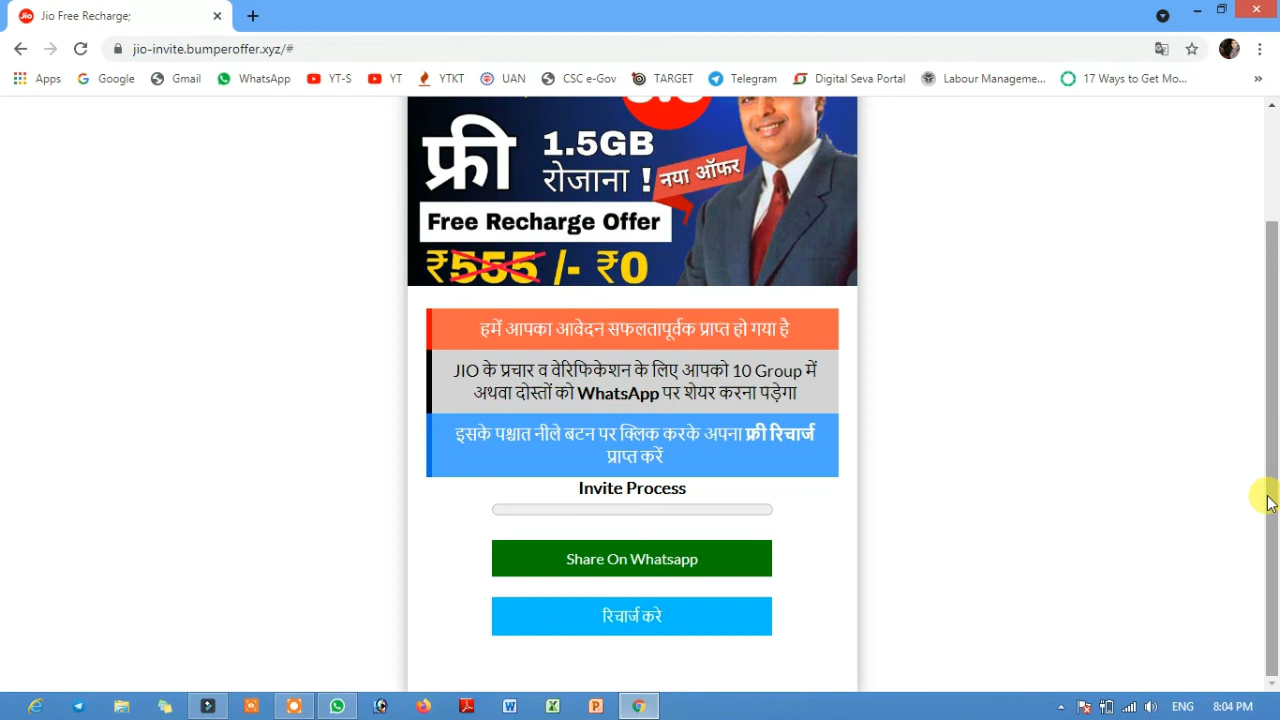 Jio Free Recharge;
jio-invite.bumperoffer.xyz/#
Apps Google Gmail WhatsApp YT-S YT YTKT UAN CSC e-Gov TARGET Telegram Digital Seva Portal Labour Manageme... 17 Ways to Get Mo... »
फ्री 1.5GB
रोजाना !
नया ऑफर
Free Recharge Offer
₹555 /- ₹0
हमें आपका आवेदन सफलतापूर्वक प्राप्त हो गया है
JIO के प्रचार व वेरिफिकेशन के लिए आपको 10 Group में
अथवा दोस्तों को WhatsApp पर शेयर करना पड़ेगा
इसके पश्चात नीले बटन पर क्लिक करके अपना फ्री रिचार्ज
प्राप्त करें
Invite Process
Share On Whatsapp
रिचार्ज करे
ENG 8:04 PM